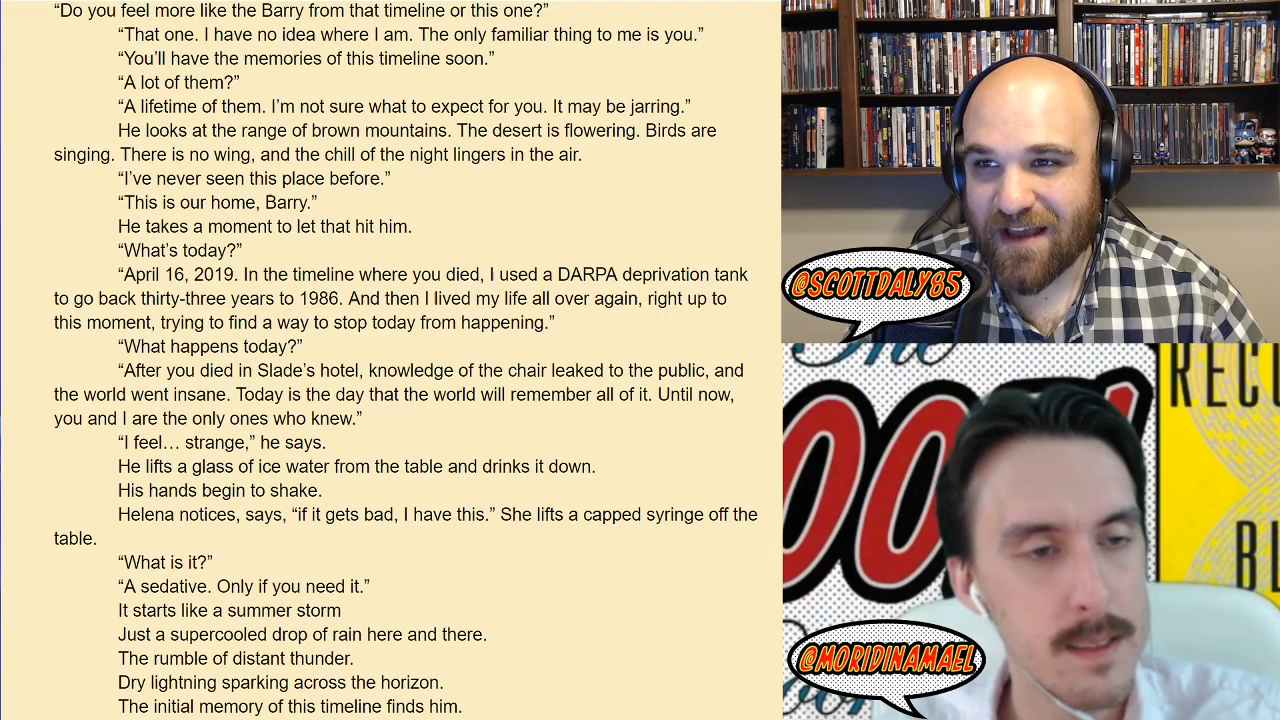 “Do you feel more like the Barry from that timeline or this one?”
“That one. I have no idea where I am. The only familiar thing to me is you.”
“You’ll have the memories of this timeline soon.”
“A lot of them?”
“A lifetime of them. I’m not sure what to expect for you. It may be jarring.”
He looks at the range of brown mountains. The desert is flowering. Birds are
singing. There is no wing, and the chill of the night lingers in the air.
“I’ve never seen this place before.”
“This is our home, Barry.”
He takes a moment to let that hit him.
“What’s today?”
“April 16, 2019. In the timeline where you died, I used a DARPA deprivation tank
to go back thirty-three years to 1986. And then I lived my life all over again, right up to
this moment, trying to find a way to stop today from happening.”
“What happens today?”
“After you died in Slade’s hotel, knowledge of the chair leaked to the public, and
the world went insane. Today is the day that the world will remember all of it. Until now,
you and I are the only ones who knew.”
“I feel… strange,” he says.
He lifts a glass of ice water from the table and drinks it down.
His hands begin to shake.
Helena notices, says, “if it gets bad, I have this.” She lifts a capped syringe off the
table.
“What is it?”
“A sedative. Only if you need it.”
It starts like a summer storm
Just a supercooled drop of rain here and there.
The rumble of distant thunder.
Dry lightning sparking across the horizon.
The initial memory of this timeline finds him.
@SCOTTDALY85
The
REC
BL
@MORIDINAMAEL